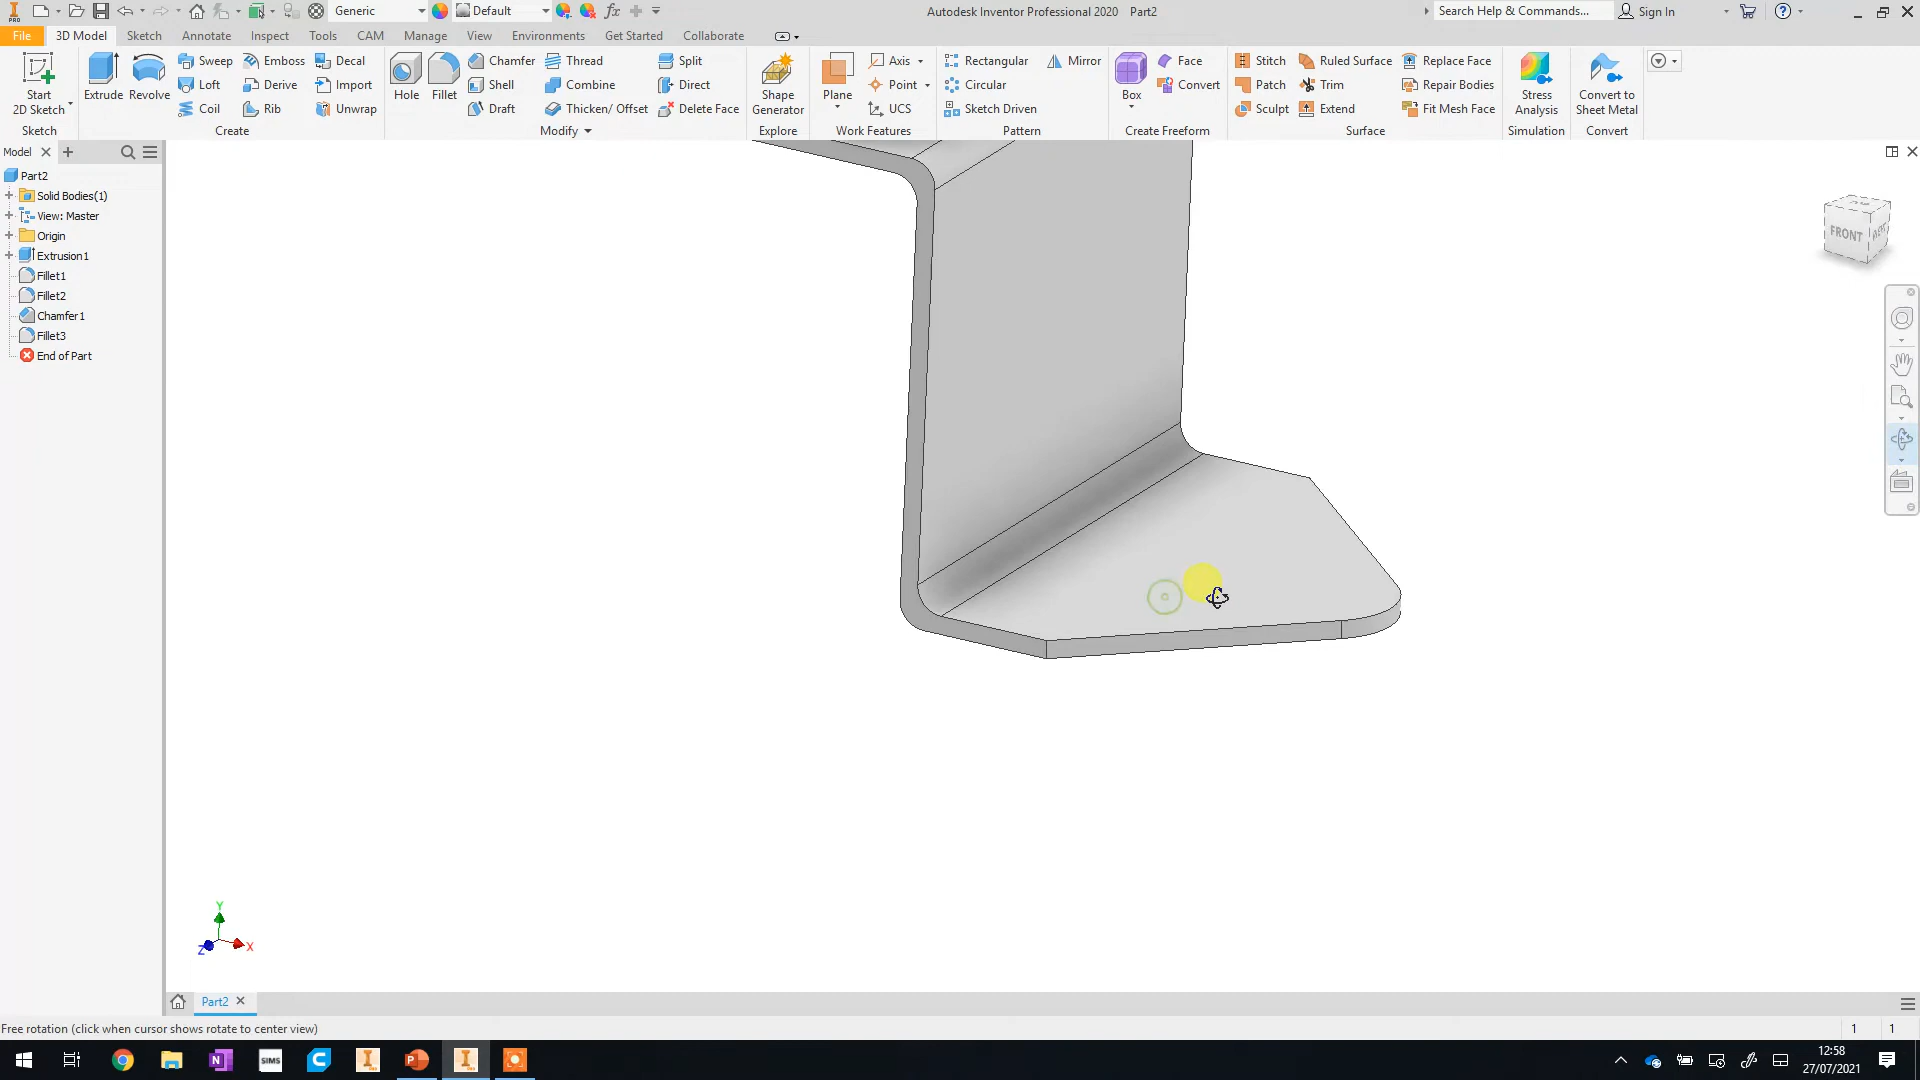 Generic
Default
fx
Autodesk Inventor Professional 2020 Part2
Search Help & Commands...
Sign In
File 3D Model Sketch Annotate Inspect Tools CAM Manage View Environments Get Started Collaborate
Start
2D Sketch
Extrude
Revolve
Sweep
Emboss
Decal
Loft
Derive
Import
Coil
Rib
Unwrap
Hole
Fillet
Chamfer
Thread
Split
Shell
Combine
Direct
Draft
Thicken/ Offset
Delete Face
Shape
Generator
Plane
Axis
Point
UCS
Rectangular
Mirror
Circular
Sketch Driven
Box
Face
Convert
Stitch
Ruled Surface
Replace Face
Patch
Trim
Repair Bodies
Sculpt
Extend
Fit Mesh Face
Stress
Analysis
Convert to
Sheet Metal
Sketch Create Modify Explore Work Features Pattern Create Freeform Surface Simulation Convert
Model
Part2
Solid Bodies(1)
View: Master
Origin
Extrusion1
Fillet1
Fillet2
Chamfer1
Fillet3
End of Part
FRONT
Y
Z
X
Part2
Free rotation (click when cursor shows rotate to center view)
1 1
SIMS
12:58
27/07/2021